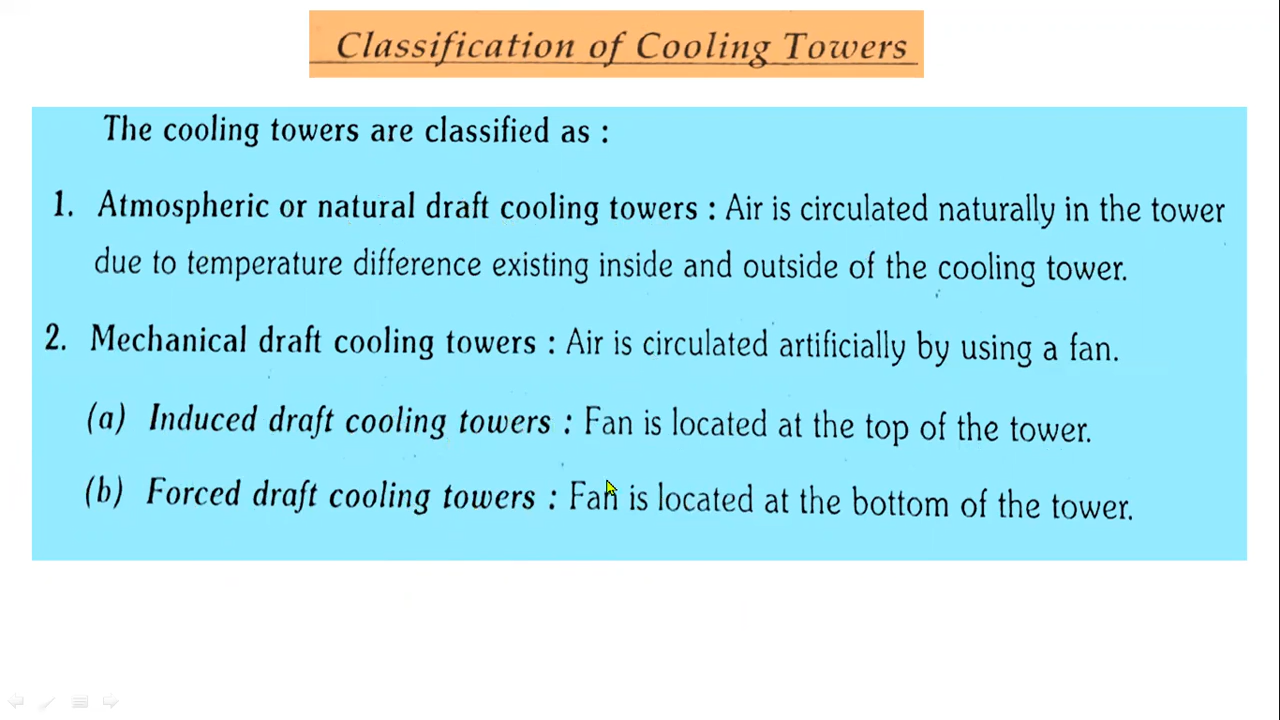 Classification of Cooling Towers
The cooling towers are classified as :
1. Atmospheric or natural draft cooling towers : Air is circulated naturally in the tower
due to temperature difference existing inside and outside of the cooling tower.
2. Mechanical draft cooling towers : Air is circulated artificially by using a fan.
(a) Induced draft cooling towers : Fan is located at the top of the tower.
(b) Forced draft cooling towers : Fan is located at the bottom of the tower.